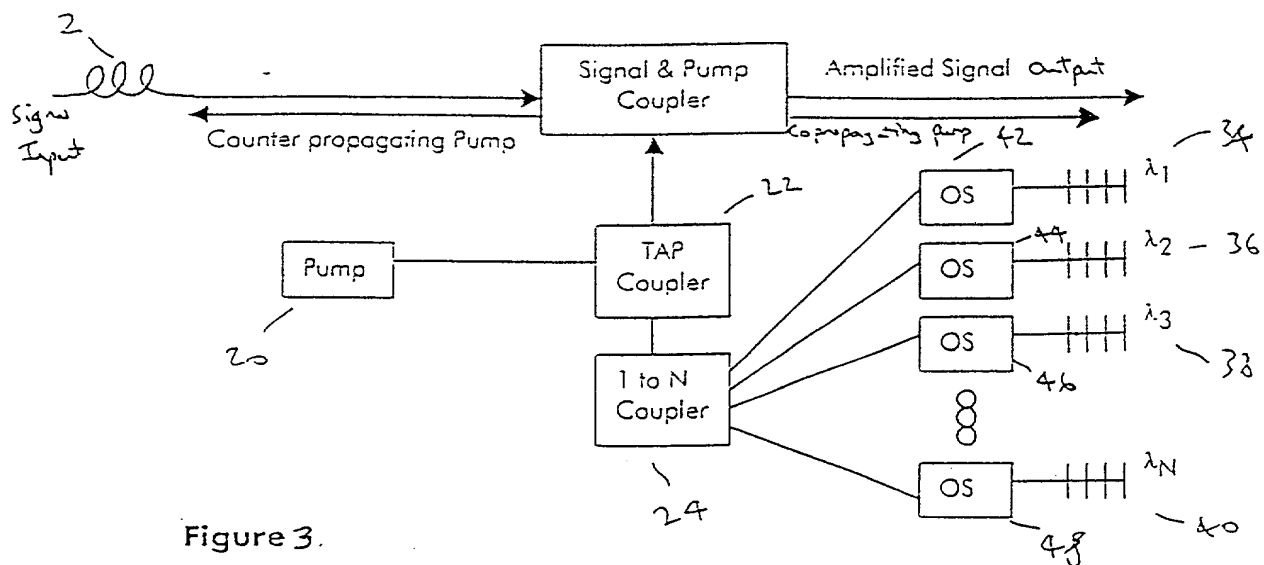 2
Signal & Pump
Coupler
Amplified Signal output
Signal
Input
Counter propagating Pump
Copropagating pump
42
34
OS
λ1
22
44
Pump
TAP
Coupler
OS
λ2
36
20
OS
λ3
38
46
1 to N
Coupler
24
OS
λN
40
48
Figure 3.